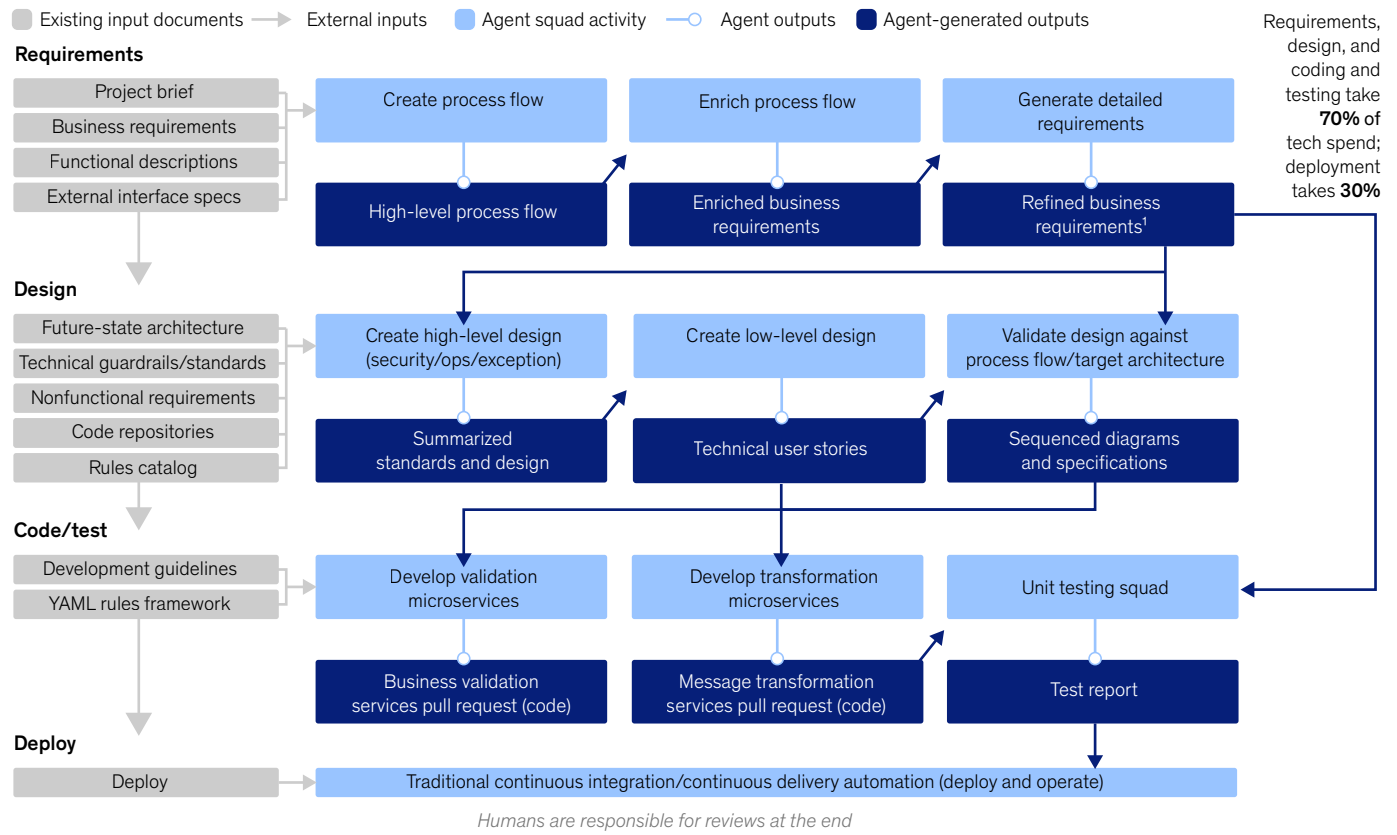 Existing input documents
External inputs
Agent squad activity
Agent outputs
Agent-generated outputs
Requirements,
design, and
coding and
testing take
70% of
tech spend;
deployment
takes 30%
Requirements
Project brief
Business requirements
Functional descriptions
External interface specs
Create process flow
Enrich process flow
Generate detailed
requirements
High-level process flow
Enriched business
requirements
Refined business
requirements¹
Design
Future-state architecture
Technical guardrails/standards
Nonfunctional requirements
Code repositories
Rules catalog
Create high-level design
(security/ops/exception)
Create low-level design
Validate design against
process flow/target architecture
Summarized
standards and design
Technical user stories
Sequenced diagrams
and specifications
Code/test
Development guidelines
YAML rules framework
Develop validation
microservices
Develop transformation
microservices
Unit testing squad
Business validation
services pull request (code)
Message transformation
services pull request (code)
Test report
Deploy
Deploy
Traditional continuous integration/continuous delivery automation (deploy and operate)
Humans are responsible for reviews at the end